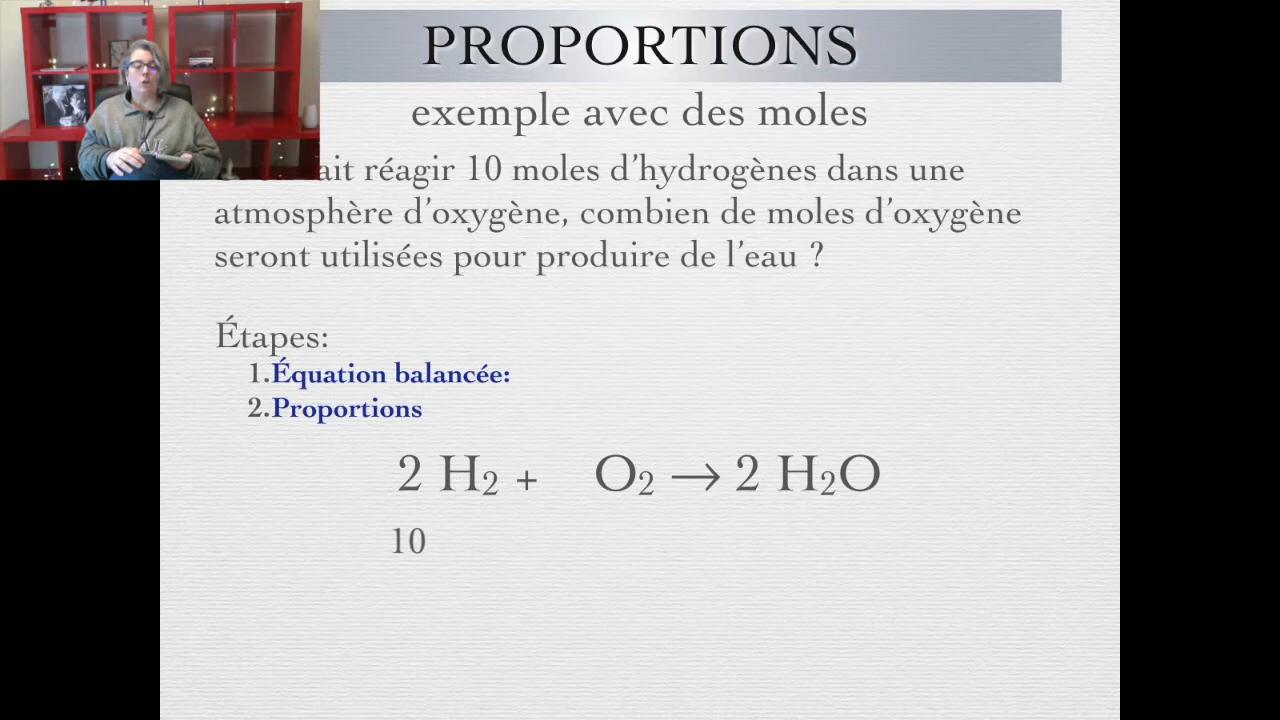 PROPORTIONS
exemple avec des moles
réagir 10 moles d’hydrogènes dans une
atmosphère d’oxygène, combien de moles d’oxygène
seront utilisées pour produire de l’eau ?
Étapes:
1.Équation balancée:
2.Proportions
2 H₂ + O₂ → 2 H₂O
10